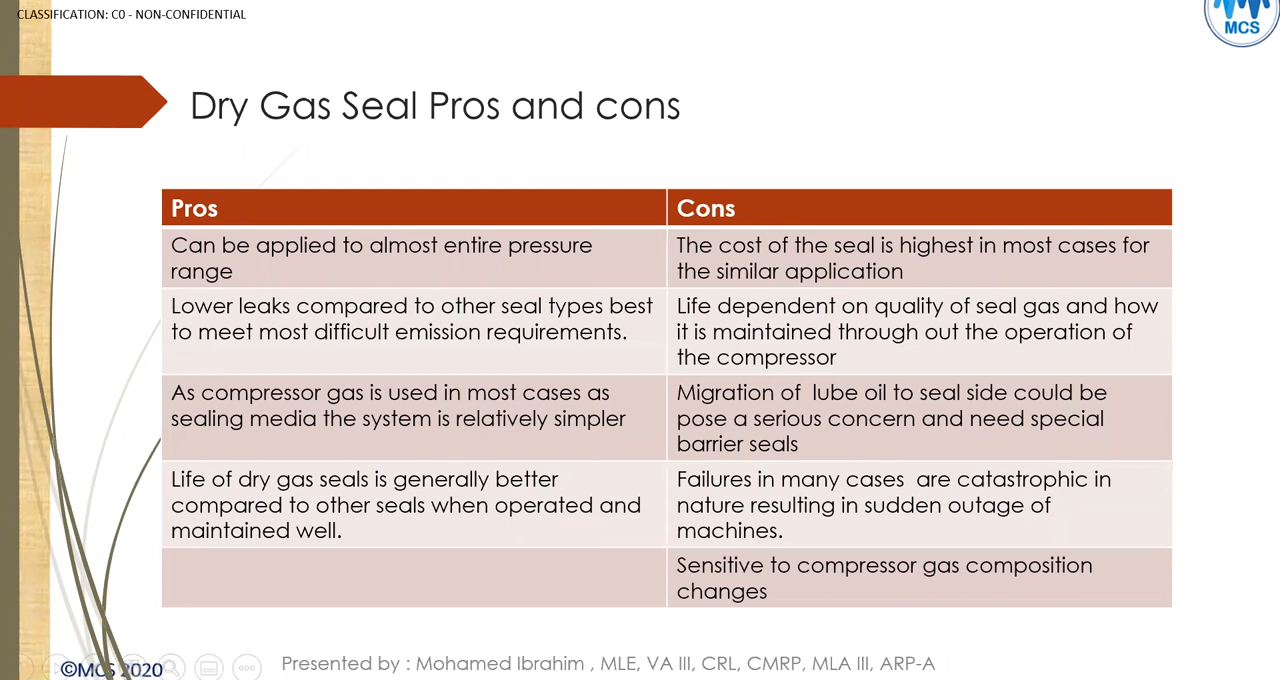 CLASSIFICATION: C0 - NON-CONFIDENTIAL
MCS
Dry Gas Seal Pros and cons
Pros
Cons
Can be applied to almost entire pressure
range
The cost of the seal is highest in most cases for
the similar application
Lower leaks compared to other seal types best
to meet most difficult emission requirements.
Life dependent on quality of seal gas and how
it is maintained through out the operation of
the compressor
As compressor gas is used in most cases as
sealing media the system is relatively simpler
Migration of  lube oil to seal side could be
pose a serious concern and need special
barrier seals
Life of dry gas seals is generally better
compared to other seals when operated and
maintained well.
Failures in many cases  are catastrophic in
nature resulting in sudden outage of
machines.
Sensitive to compressor gas composition
changes
©MCS 2020
Presented by : Mohamed Ibrahim , MLE, VA III, CRL, CMRP, MLA III, ARP-A